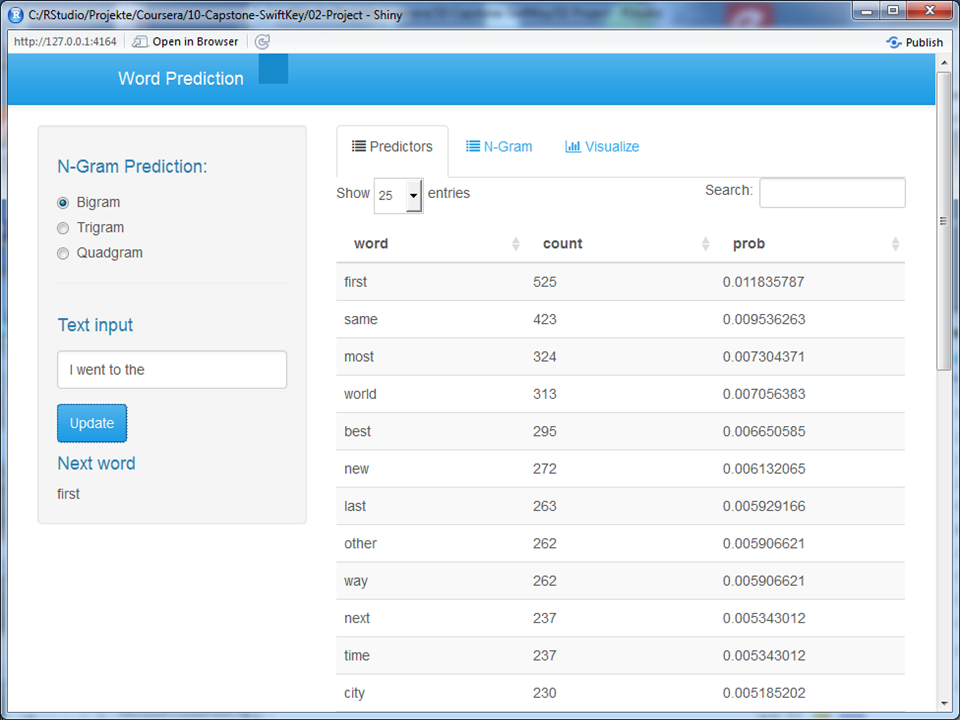 C:/RStudio/Projekte/Coursera/10-Capstone-SwiftKey/02-Project - Shiny
http://127.0.0.1:4164 Open in Browser Publish
Word Prediction
N-Gram Prediction:
Bigram
Trigram
Quadgram
Text input
I went to the
Update
Next word
first
Predictors N-Gram Visualize
Show 25 entries Search:
word count prob
first 525 0.011835787
same 423 0.009536263
most 324 0.007304371
world 313 0.007056383
best 295 0.006650585
new 272 0.006132065
last 263 0.005929166
other 262 0.005906621
way 262 0.005906621
next 237 0.005343012
time 237 0.005343012
city 230 0.005185202